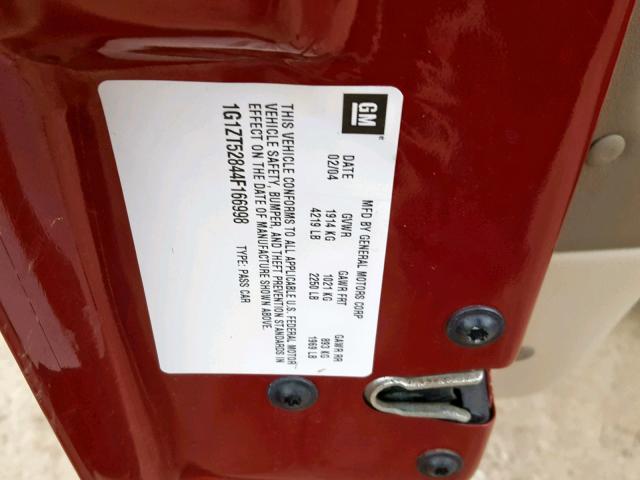 GM
MFD BY GENERAL MOTORS CORP
DATE GVWR GAWR FRT GAWR RR
02/04 1914 KG 1021 KG 893 KG
4219 LB 2250 LB 1969 LB
THIS VEHICLE CONFORMS TO ALL APPLICABLE U.S. FEDERAL MOTOR
VEHICLE SAFETY, BUMPER, AND THEFT PREVENTION STANDARDS IN
EFFECT ON THE DATE OF MANUFACTURE SHOWN ABOVE.
1G1ZT52844F166998 TYPE: PASS CAR